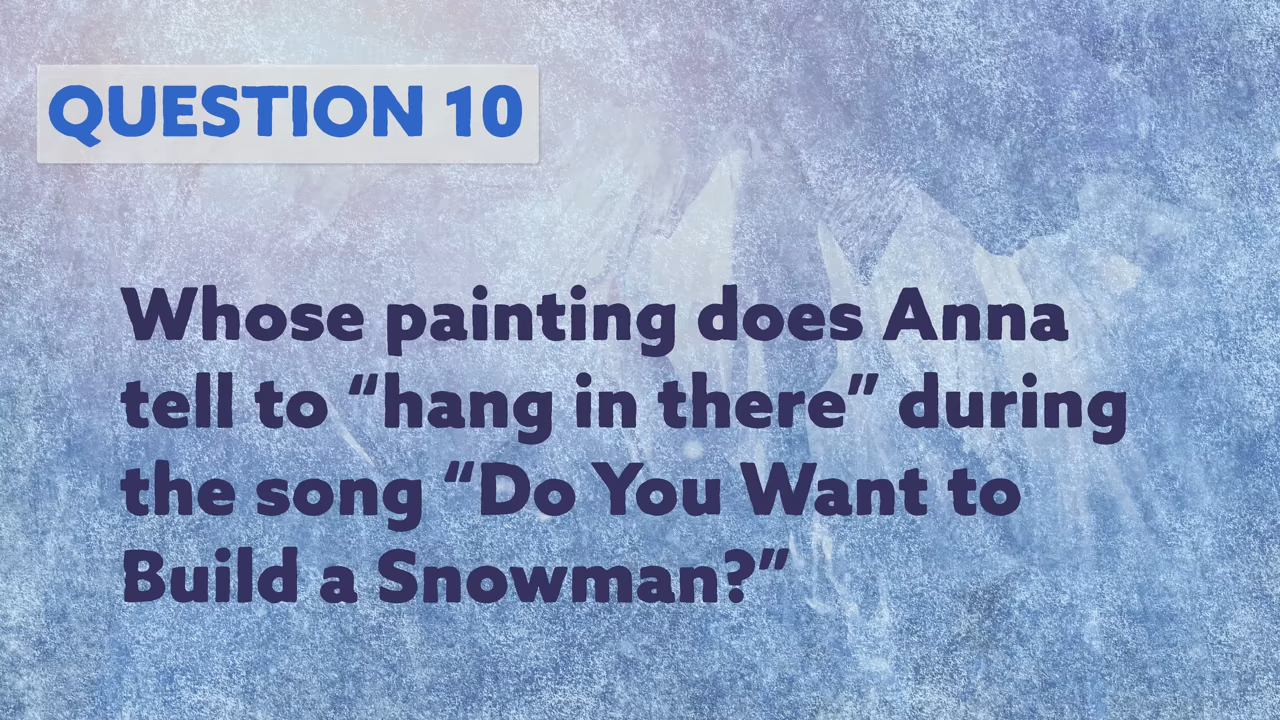 QUESTION 10
Whose painting does Anna
tell to “hang in there” during
the song “Do You Want to
Build a Snowman?”